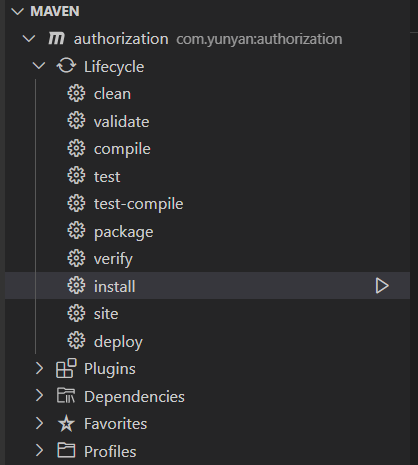 MAVEN
authorization com.yunyan:authorization
Lifecycle
clean
validate
compile
test
test-compile
package
verify
install
site
deploy
Plugins
Dependencies
Favorites
Profiles